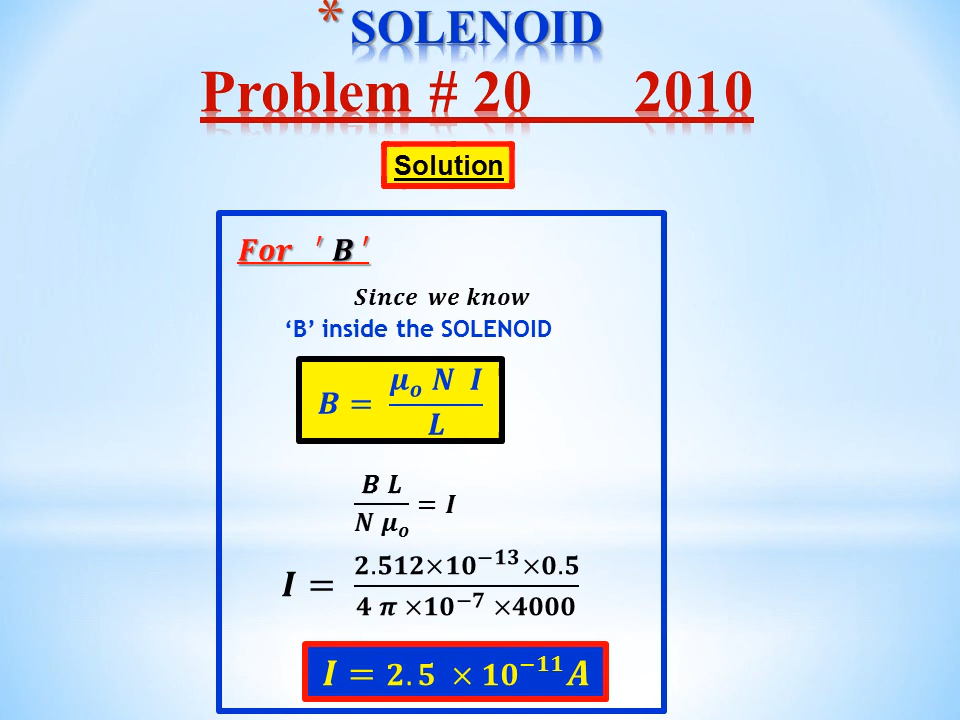 * SOLENOID
Problem # 20 2010
Solution
For ′ B ′
Since we know
‘B’ inside the SOLENOID
B = μₒ N I / L
B L / N μₒ = I
I = 2.512×10⁻¹³×0.5 / 4 π ×10⁻⁷ ×4000
I = 2.5 × 10⁻¹¹ A